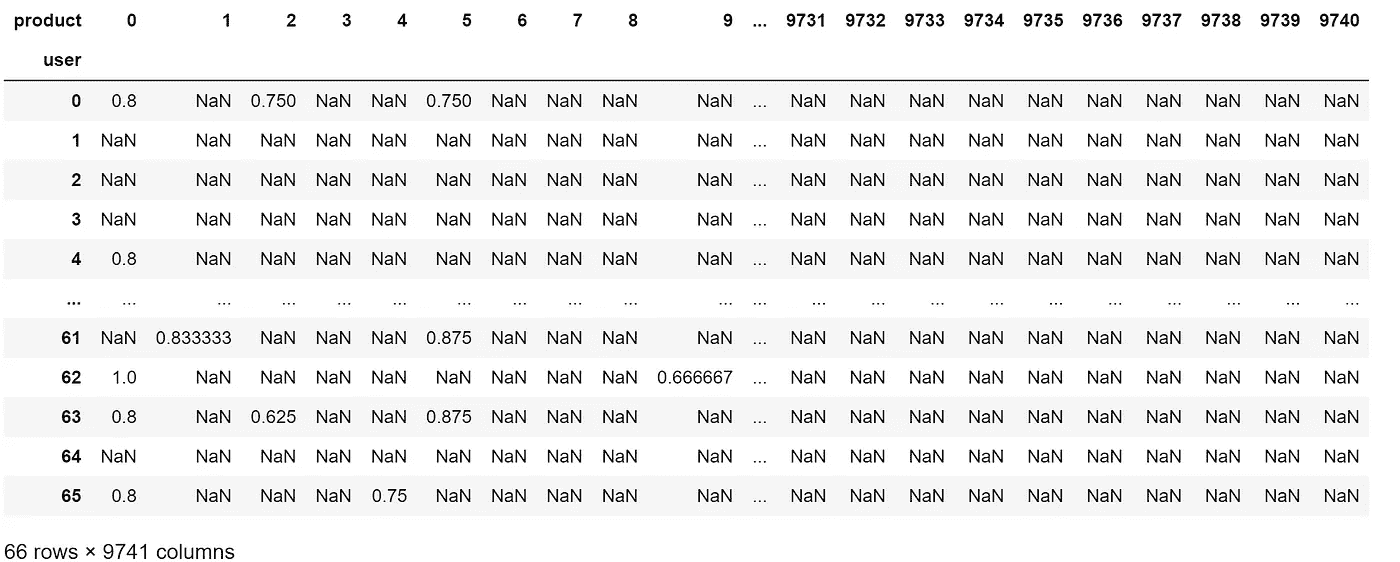 product 0 1 2 3 4 5 6 7 8 9 ... 9731 9732 9733 9734 9735 9736 9737 9738 9739 9740
user
0 0.8 NaN 0.750 NaN NaN 0.750 NaN NaN NaN NaN ... NaN NaN NaN NaN NaN NaN NaN NaN NaN NaN
1 NaN NaN NaN NaN NaN NaN NaN NaN NaN NaN ... NaN NaN NaN NaN NaN NaN NaN NaN NaN NaN
2 NaN NaN NaN NaN NaN NaN NaN NaN NaN NaN ... NaN NaN NaN NaN NaN NaN NaN NaN NaN NaN
3 NaN NaN NaN NaN NaN NaN NaN NaN NaN NaN ... NaN NaN NaN NaN NaN NaN NaN NaN NaN NaN
4 0.8 NaN NaN NaN NaN NaN NaN NaN NaN NaN ... NaN NaN NaN NaN NaN NaN NaN NaN NaN NaN
... ... ... ... ... ... ... ... ... ... ... ... ... ... ... ... ... ... ... ... ... ...
61 NaN 0.833333 NaN NaN NaN 0.875 NaN NaN NaN NaN ... NaN NaN NaN NaN NaN NaN NaN NaN NaN NaN
62 1.0 NaN NaN NaN NaN NaN NaN NaN NaN 0.666667 ... NaN NaN NaN NaN NaN NaN NaN NaN NaN NaN
63 0.8 NaN 0.625 NaN NaN 0.875 NaN NaN NaN NaN ... NaN NaN NaN NaN NaN NaN NaN NaN NaN NaN
64 NaN NaN NaN NaN NaN NaN NaN NaN NaN NaN ... NaN NaN NaN NaN NaN NaN NaN NaN NaN NaN
65 0.8 NaN NaN NaN 0.75 NaN NaN NaN NaN NaN ... NaN NaN NaN NaN NaN NaN NaN NaN NaN NaN
66 rows × 9741 columns